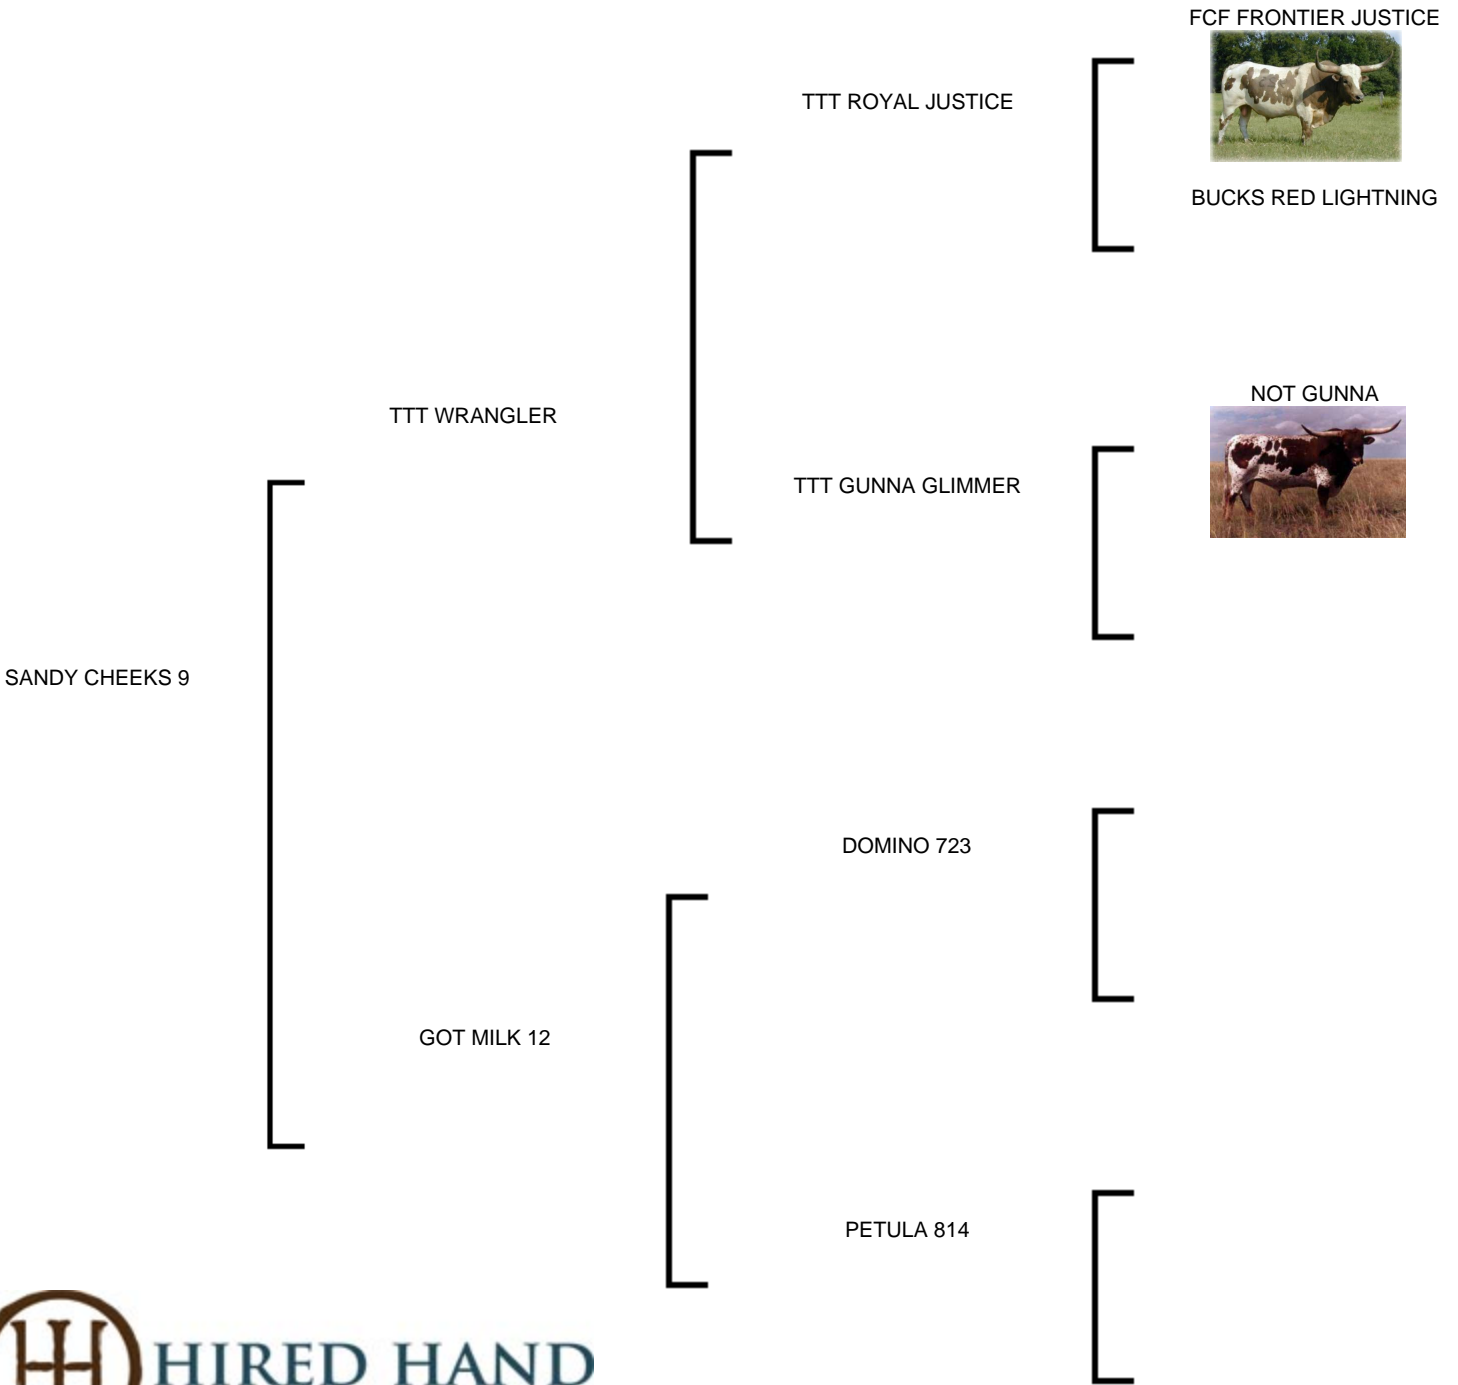 FCF FRONTIER JUSTICE
TTT ROYAL JUSTICE
BUCKS RED LIGHTNING
NOT GUNNA
TTT WRANGLER
TTT GUNNA GLIMMER
SANDY CHEEKS 9
DOMINO 723
GOT MILK 12
PETULA 814
HH HIRED HAND